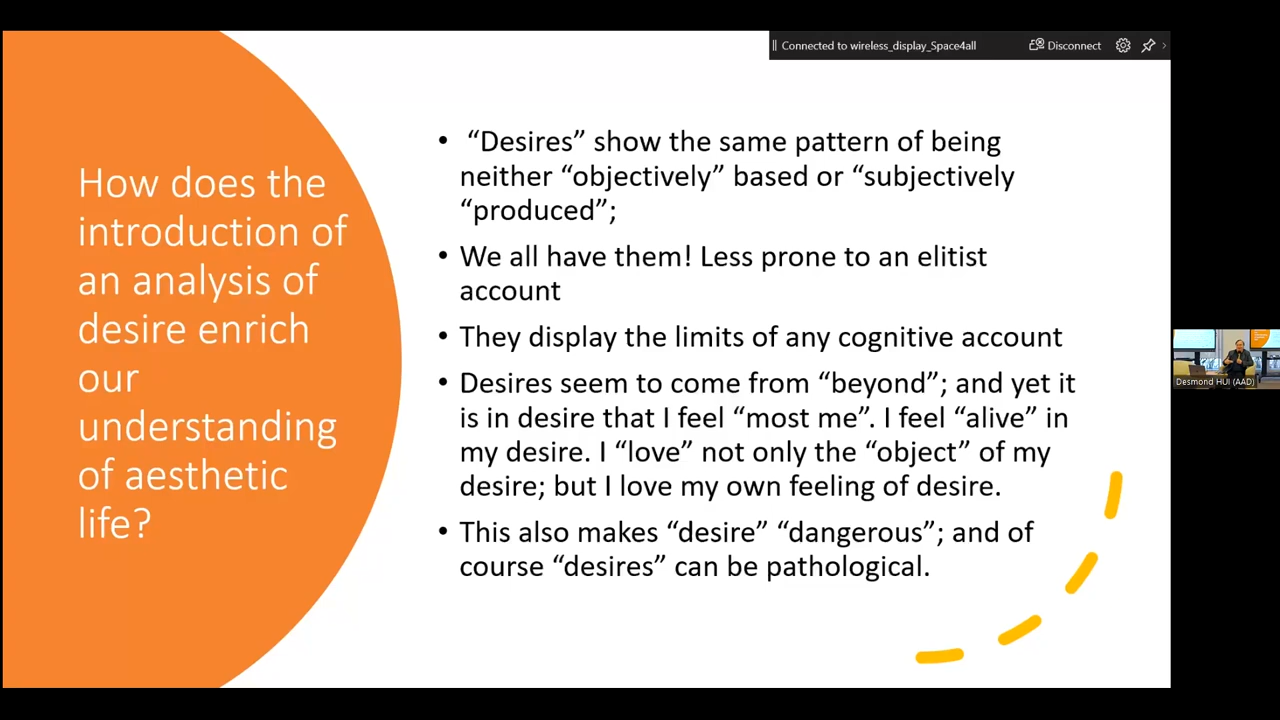 || Connected to wireless_display_Space4all Disconnect
How does the
introduction of
an analysis of
desire enrich
our
understanding
of aesthetic
life?
• “Desires” show the same pattern of being
neither “objectively” based or “subjectively
“produced”;
• We all have them! Less prone to an elitist
account
• They display the limits of any cognitive account
• Desires seem to come from “beyond”; and yet it
is in desire that I feel “most me”. I feel “alive” in
my desire. I “love” not only the “object” of my
desire; but I love my own feeling of desire.
• This also makes “desire” “dangerous”; and of
course “desires” can be pathological.
Desmond HUI (AAD)